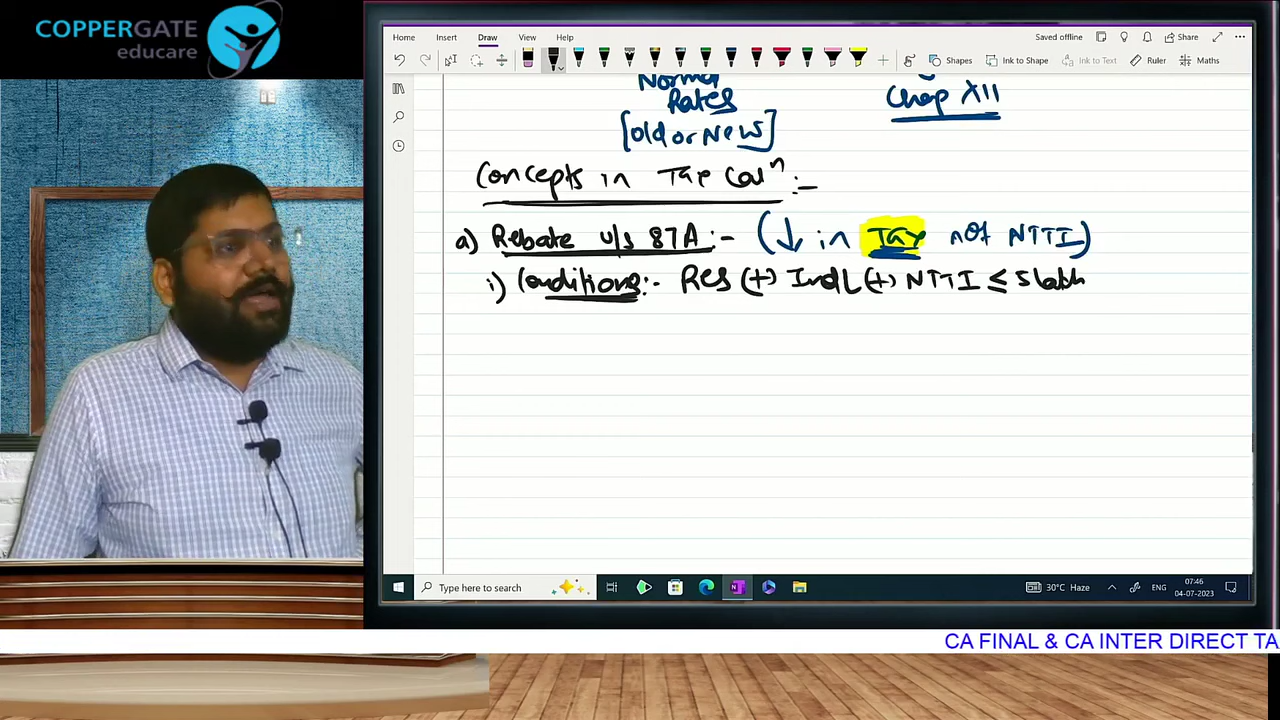 COPPERGATE
educare
Home Insert Draw View Help
Saved offline
Share
Shapes
Ink to Shape
Ink to Text
Ruler
Maths
Normal
Rates
[old or New]
Chap XII
Concepts in Tax Calⁿ :-
a) Rebate u/s 87A :- (↓ in Tax not NTTI)
i) Conditions :- Res (+) Indl (+) NTTI ≤ 5 lakh
Type here to search
30°C Haze
ENG
07:46
04-07-2023
CA FINAL & CA INTER DIRECT TA